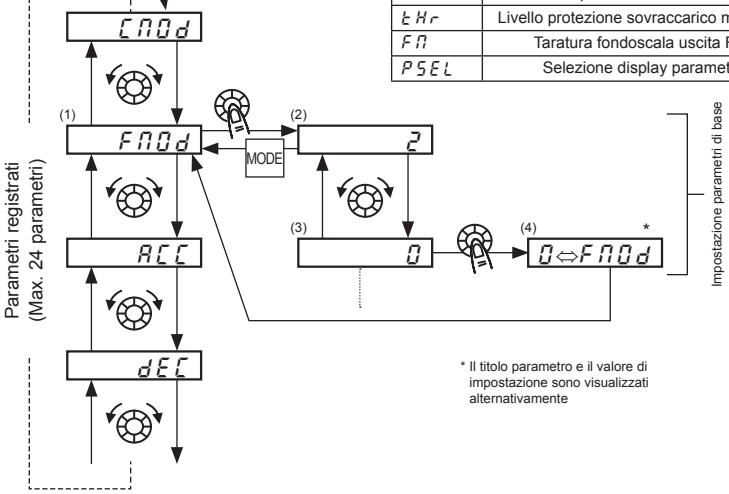 tHr Livello protezione sovraccarico m
FM Taratura fondoscala uscita F
PSEL Selezione display paramet
CMOd
(1)
FMOd
MODE
(2)
2
(3)
0
(4)
*
0⇔FMOd
ACC
dEC
Parametri registrati
(Max. 24 parametri)
Impostazione parametri di base
* Il titolo parametro e il valore di
impostazione sono visualizzati
alternativamente